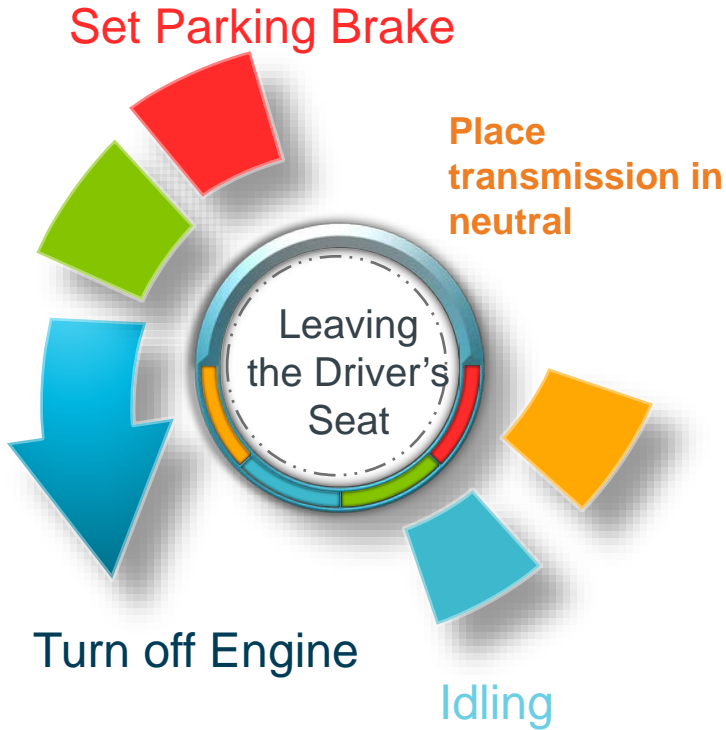 Set Parking Brake
Place
transmission in
neutral
Leaving
the Driver's
Seat
Turn off Engine
Idling